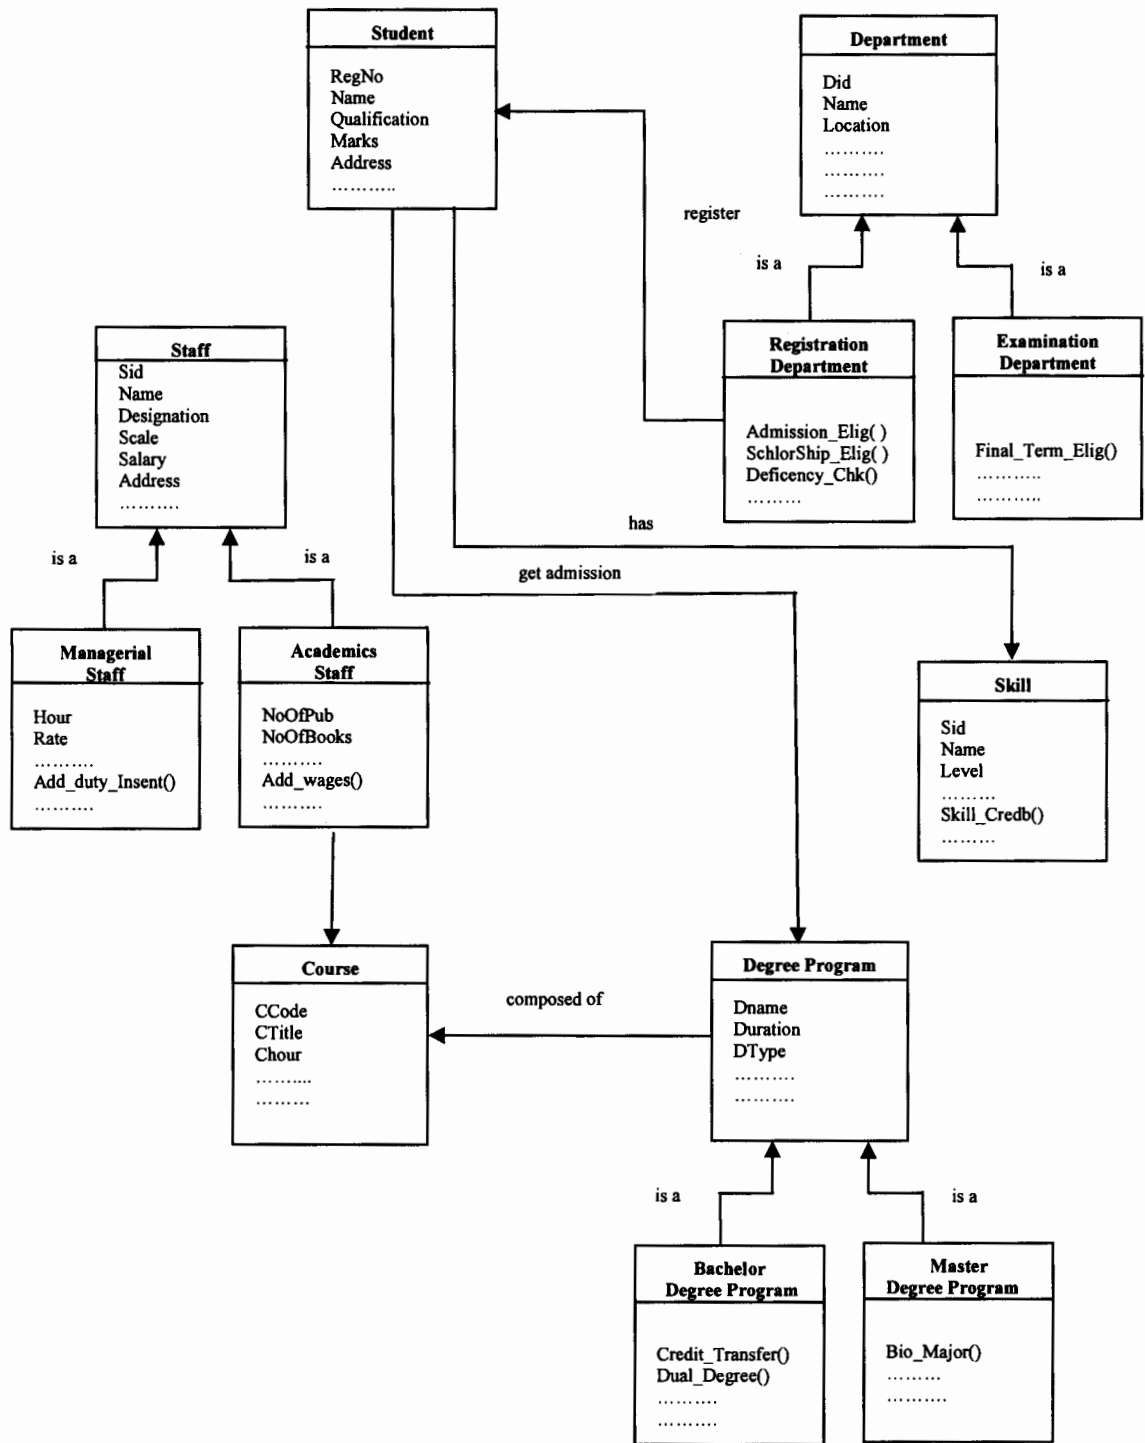 Student
RegNo
Name
Qualification
Marks
Address
………..
Department
Did
Name
Location
……….
……….
……….
register
is a
is a
Registration
Department
Admission_Elig( )
SchlorShip_Elig( )
Deficency_Chk()
………
Examination
Department
Final_Term_Elig()
………..
………..
Staff
Sid
Name
Designation
Scale
Salary
Address
……….
is a
is a
has
get admission
Managerial
Staff
Hour
Rate
……….
Add_duty_Insent()
……….
Academics
Staff
NoOfPub
NoOfBooks
……….
Add_wages()
……….
Skill
Sid
Name
Level
………
Skill_Credb()
………
Course
CCode
CTitle
Chour
……....
………
composed of
Degree Program
Dname
Duration
DType
……….
……….
is a
is a
Bachelor
Degree Program
Credit_Transfer()
Dual_Degree()
……….
……….
Master
Degree Program
Bio_Major()
………
……….